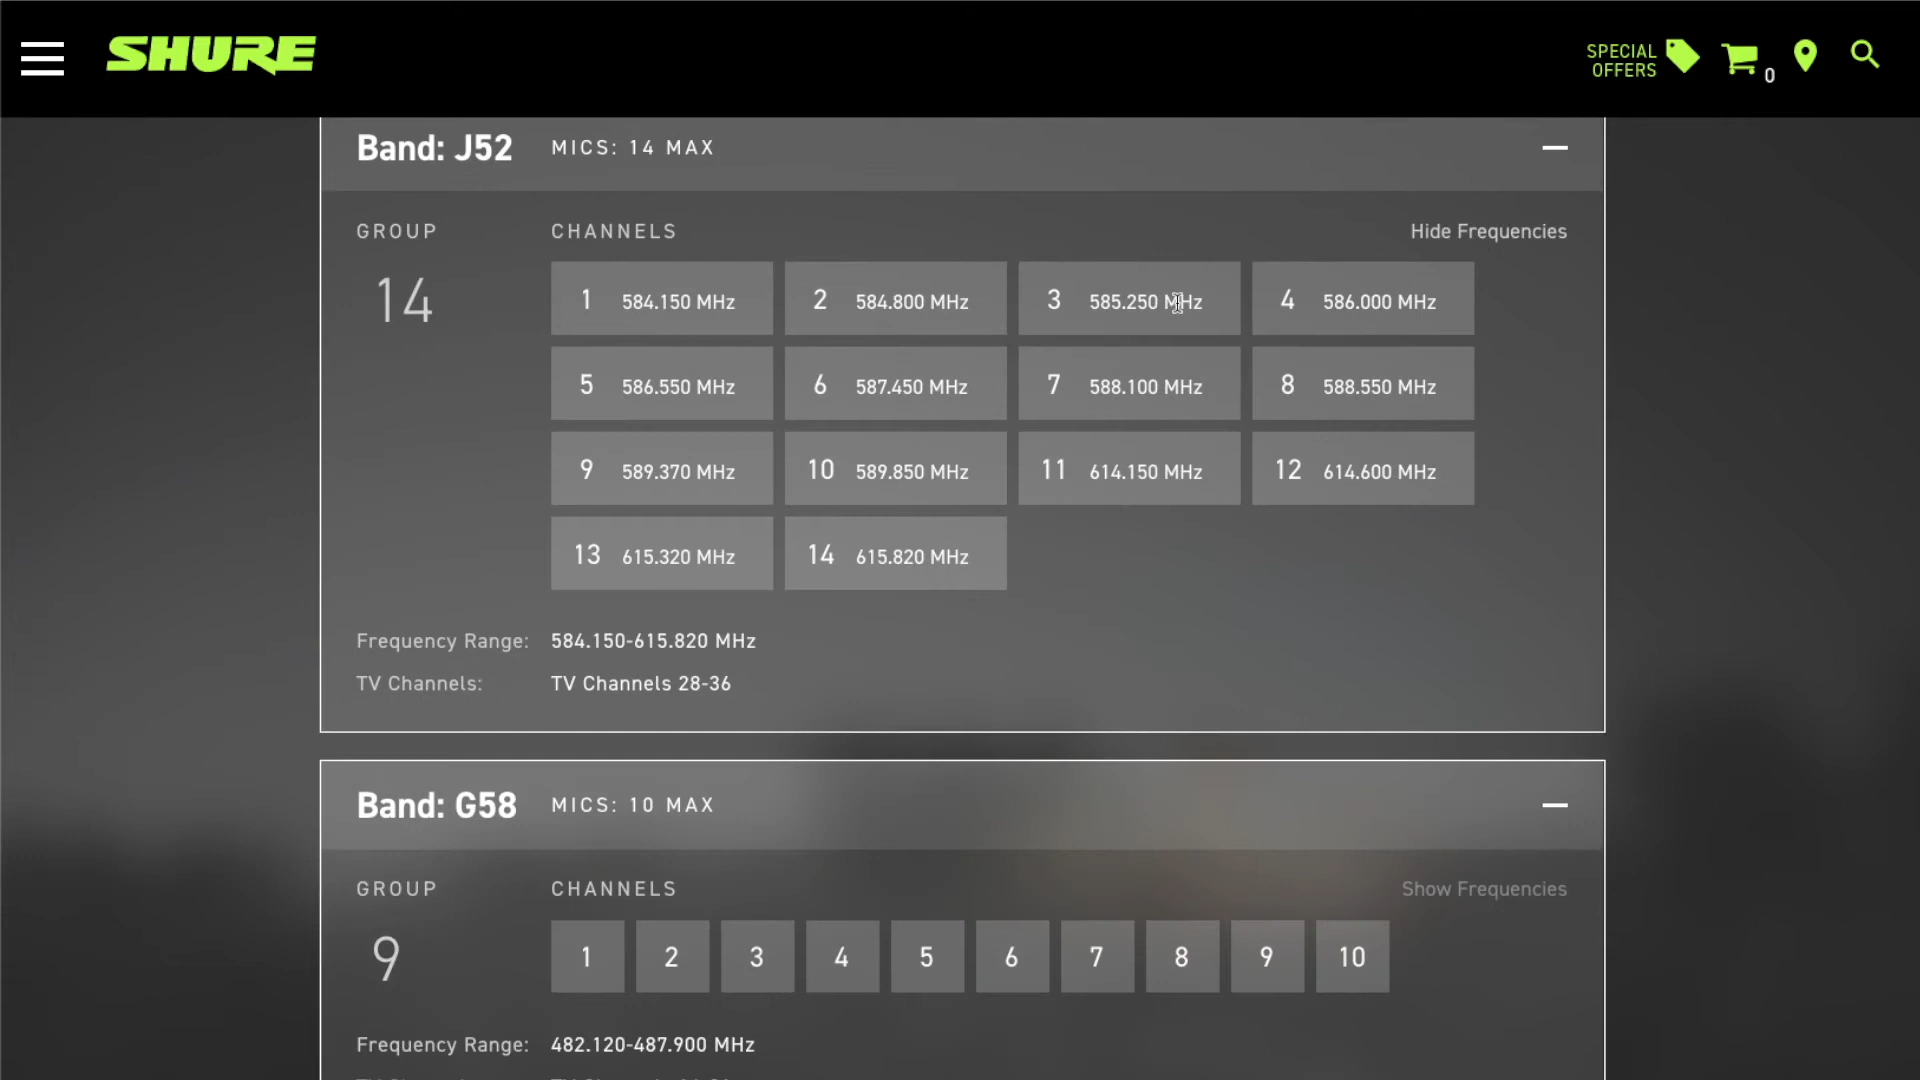 SHURE
SPECIAL
OFFERS
0
Band: J52 MICS: 14 MAX
GROUP CHANNELS Hide Frequencies
14
1 584.150 MHz 2 584.800 MHz 3 585.250 MHz 4 586.000 MHz
5 586.550 MHz 6 587.450 MHz 7 588.100 MHz 8 588.550 MHz
9 589.370 MHz 10 589.850 MHz 11 614.150 MHz 12 614.600 MHz
13 615.320 MHz 14 615.820 MHz
Frequency Range: 584.150-615.820 MHz
TV Channels: TV Channels 28-36
Band: G58 MICS: 10 MAX
GROUP CHANNELS Show Frequencies
9 1 2 3 4 5 6 7 8 9 10
Frequency Range: 482.120-487.900 MHz